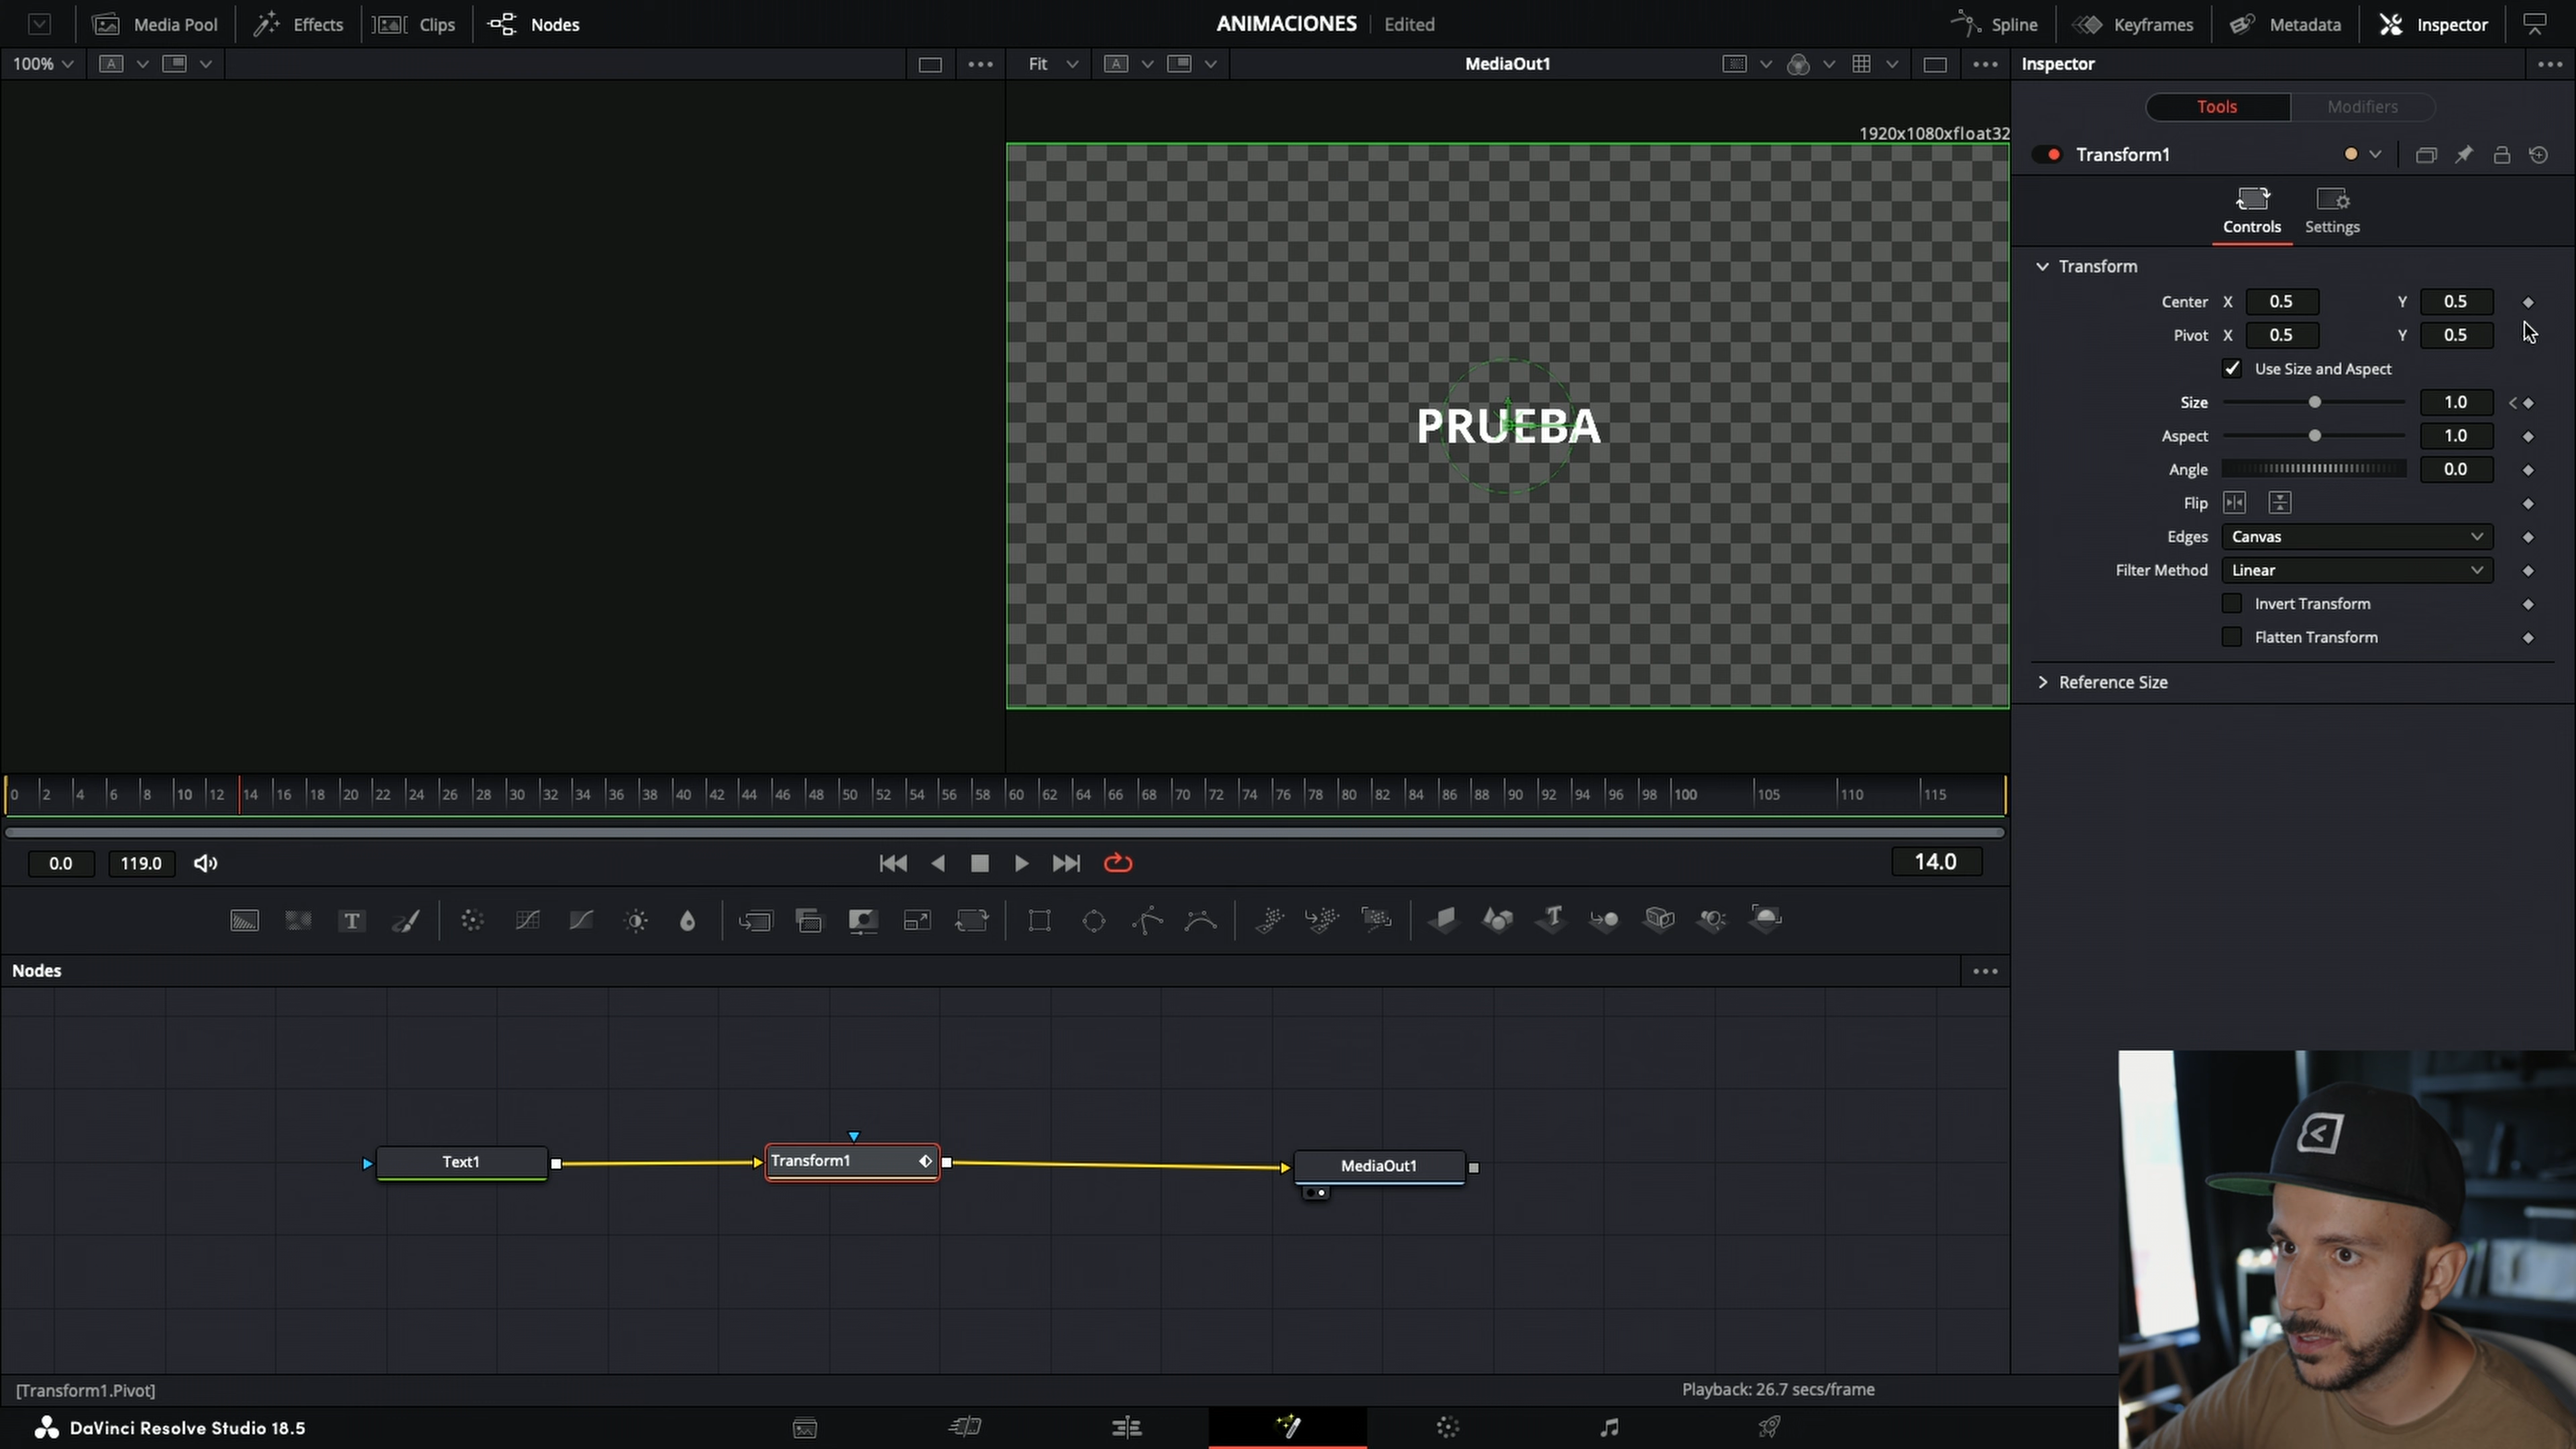 Media Pool Effects Clips Nodes ANIMACIONES Edited Spline Keyframes Metadata Inspector
100% A Fit A MediaOut1 Inspector
Tools Modifiers
1920x1080xfloat32
Transform1
Controls Settings
Transform
Center X 0.5 Y 0.5
Pivot X 0.5 Y 0.5
Use Size and Aspect
Size 1.0
Aspect 1.0
Angle 0.0
Flip
Edges Canvas
Filter Method Linear
Invert Transform
Flatten Transform
Reference Size
PRUEBA
0 2 4 6 8 10 12 14 16 18 20 22 24 26 28 30 32 34 36 38 40 42 44 46 48 50 52 54 56 58 60 62 64 66 68 70 72 74 76 78 80 82 84 86 88 90 92 94 96 98 100 105 110 115
0.0 119.0 14.0
T T
Nodes
Text1 Transform1 MediaOut1
[Transform1.Pivot] Playback: 26.7 secs/frame
DaVinci Resolve Studio 18.5